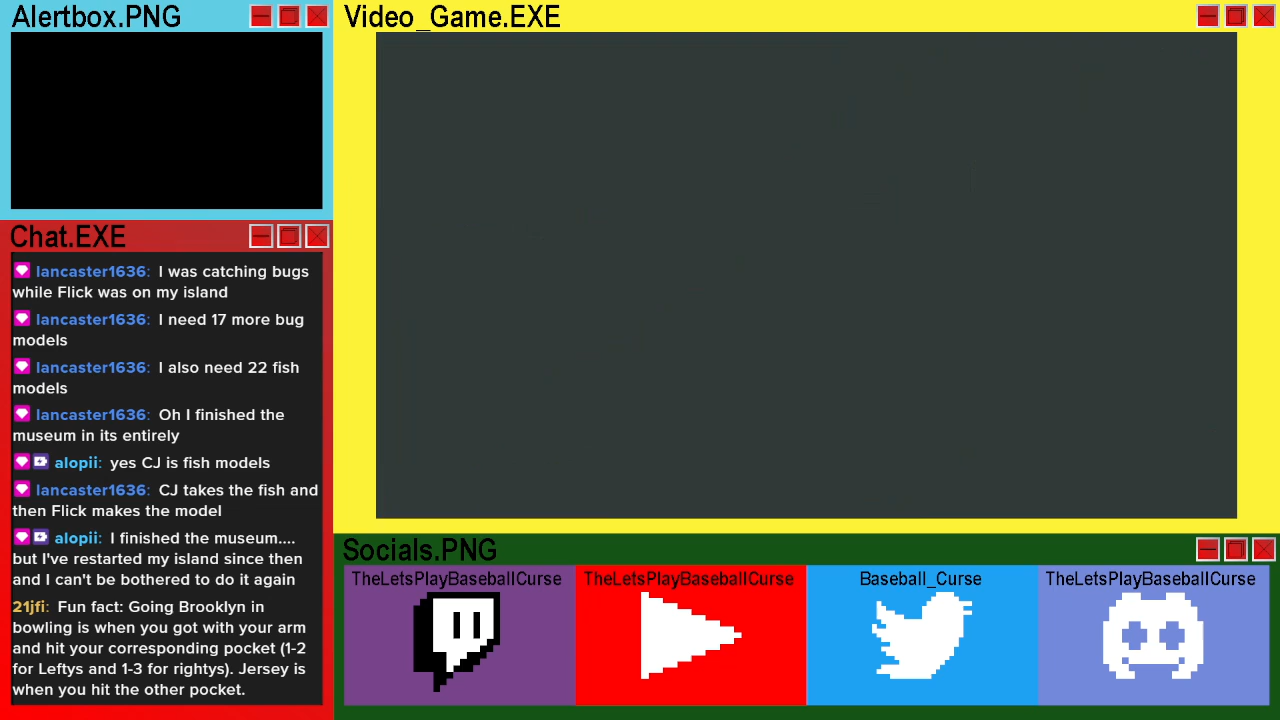 Alertbox.PNG
Video_Game.EXE
Chat.EXE
lancaster1636: I was catching bugs
while Flick was on my island
lancaster1636: I need 17 more bug
models
lancaster1636: I also need 22 fish
models
lancaster1636: Oh I finished the
museum in its entirely
alopii: yes CJ is fish models
lancaster1636: CJ takes the fish and
then Flick makes the model
alopii: I finished the museum....
but I've restarted my island since then
and I can't be bothered to do it again
21jfi: Fun fact: Going Brooklyn in
bowling is when you got with your arm
and hit your corresponding pocket (1-2
for Leftys and 1-3 for rightys). Jersey is
when you hit the other pocket.
Socials.PNG
TheLetsPlayBaseballCurse
TheLetsPlayBaseballCurse
Baseball_Curse
TheLetsPlayBaseballCurse